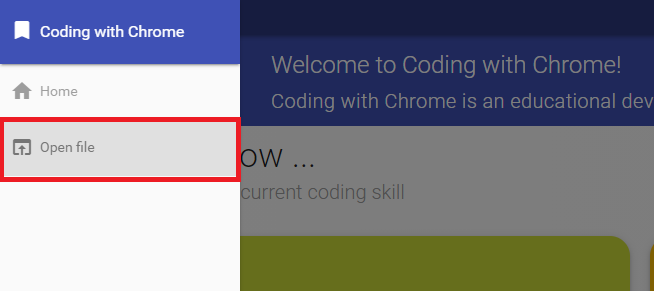 Coding with Chrome
Home
Open file
Welcome to Coding with Chrome!
Coding with Chrome is an educational dev
ow ...
current coding skill